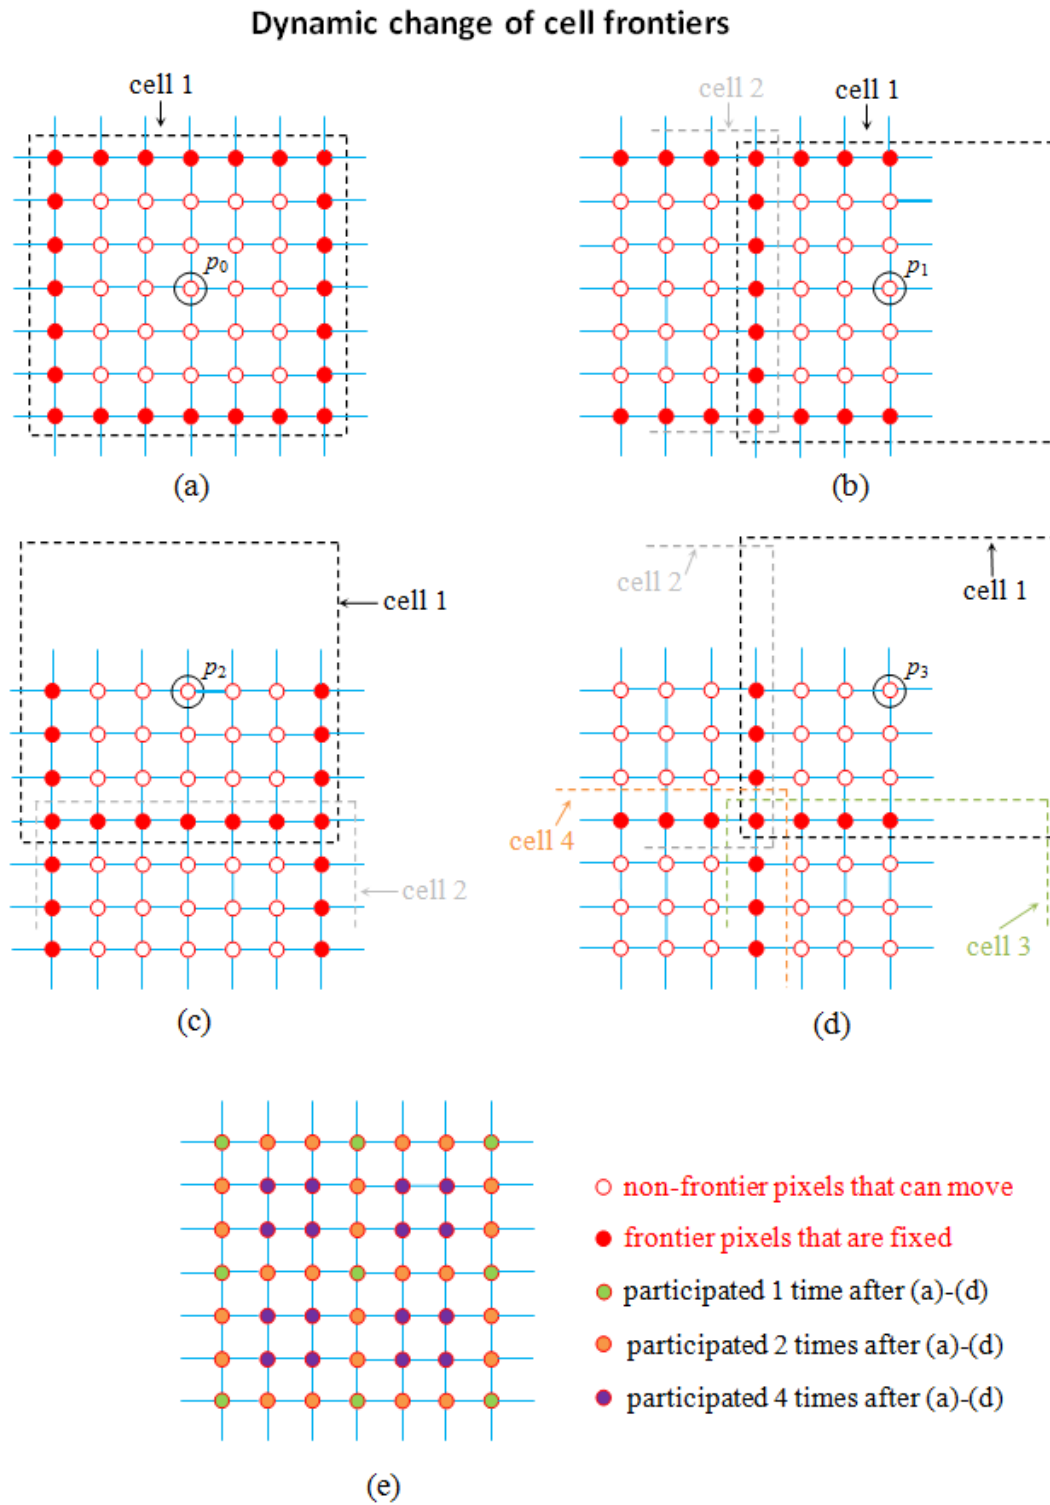 Dynamic change of cell frontiers
cell 1
cell 2
cell 1
p0
p1
(a)
(b)
cell 1
cell 2
cell 1
p2
p3
cell 4
cell 2
cell 3
(c)
(d)
non-frontier pixels that can move
frontier pixels that are fixed
participated 1 time after (a)-(d)
participated 2 times after (a)-(d)
participated 4 times after (a)-(d)
(e)